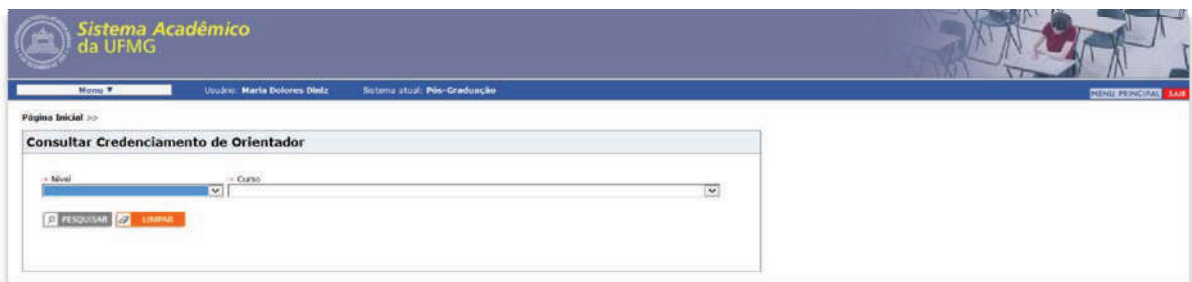 Sistema Acadêmico
da UFMG
Menu ▼ Usuário: Maria Dolores Diniz Sistema atual: Pós-Graduação MENU PRINCIPAL SAIR
Página Inicial >>
Consultar Credenciamento de Orientador
Nível Curso
PESQUISAR LIMPAR